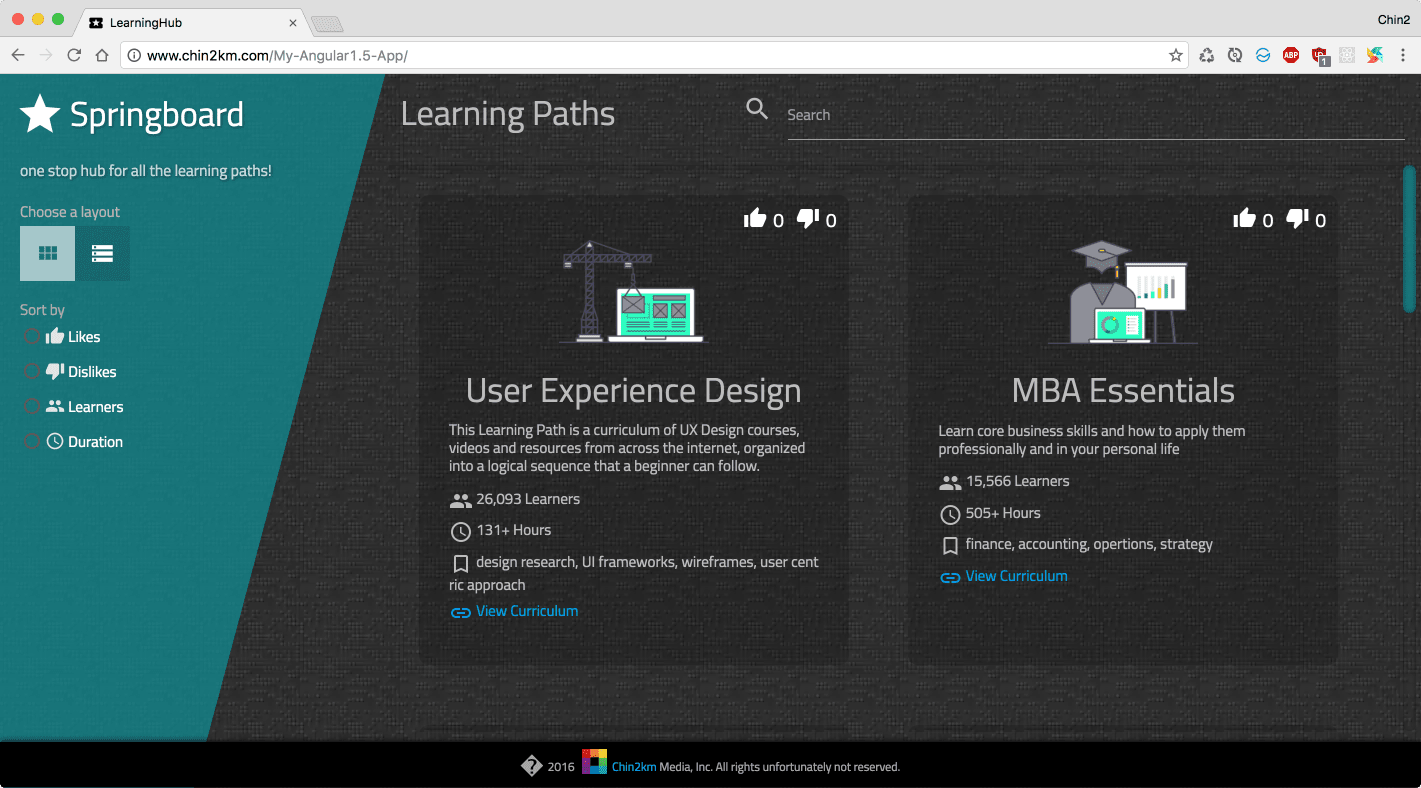 LearningHub
Chin2
www.chin2km.com/My-Angular1.5-App/
ABP
1
Springboard
one stop hub for all the learning paths!
Choose a layout
Sort by
Likes
Dislikes
Learners
Duration
Learning Paths
Search
0 0
User Experience Design
This Learning Path is a curriculum of UX Design courses,
videos and resources from across the internet, organized
into a logical sequence that a beginner can follow.
26,093 Learners
131+ Hours
design research, UI frameworks, wireframes, user cent
ric approach
View Curriculum
0 0
MBA Essentials
Learn core business skills and how to apply them
professionally and in your personal life
15,566 Learners
505+ Hours
finance, accounting, opertions, strategy
View Curriculum
� 2016 Chin2km Media, Inc. All rights unfortunately not reserved.